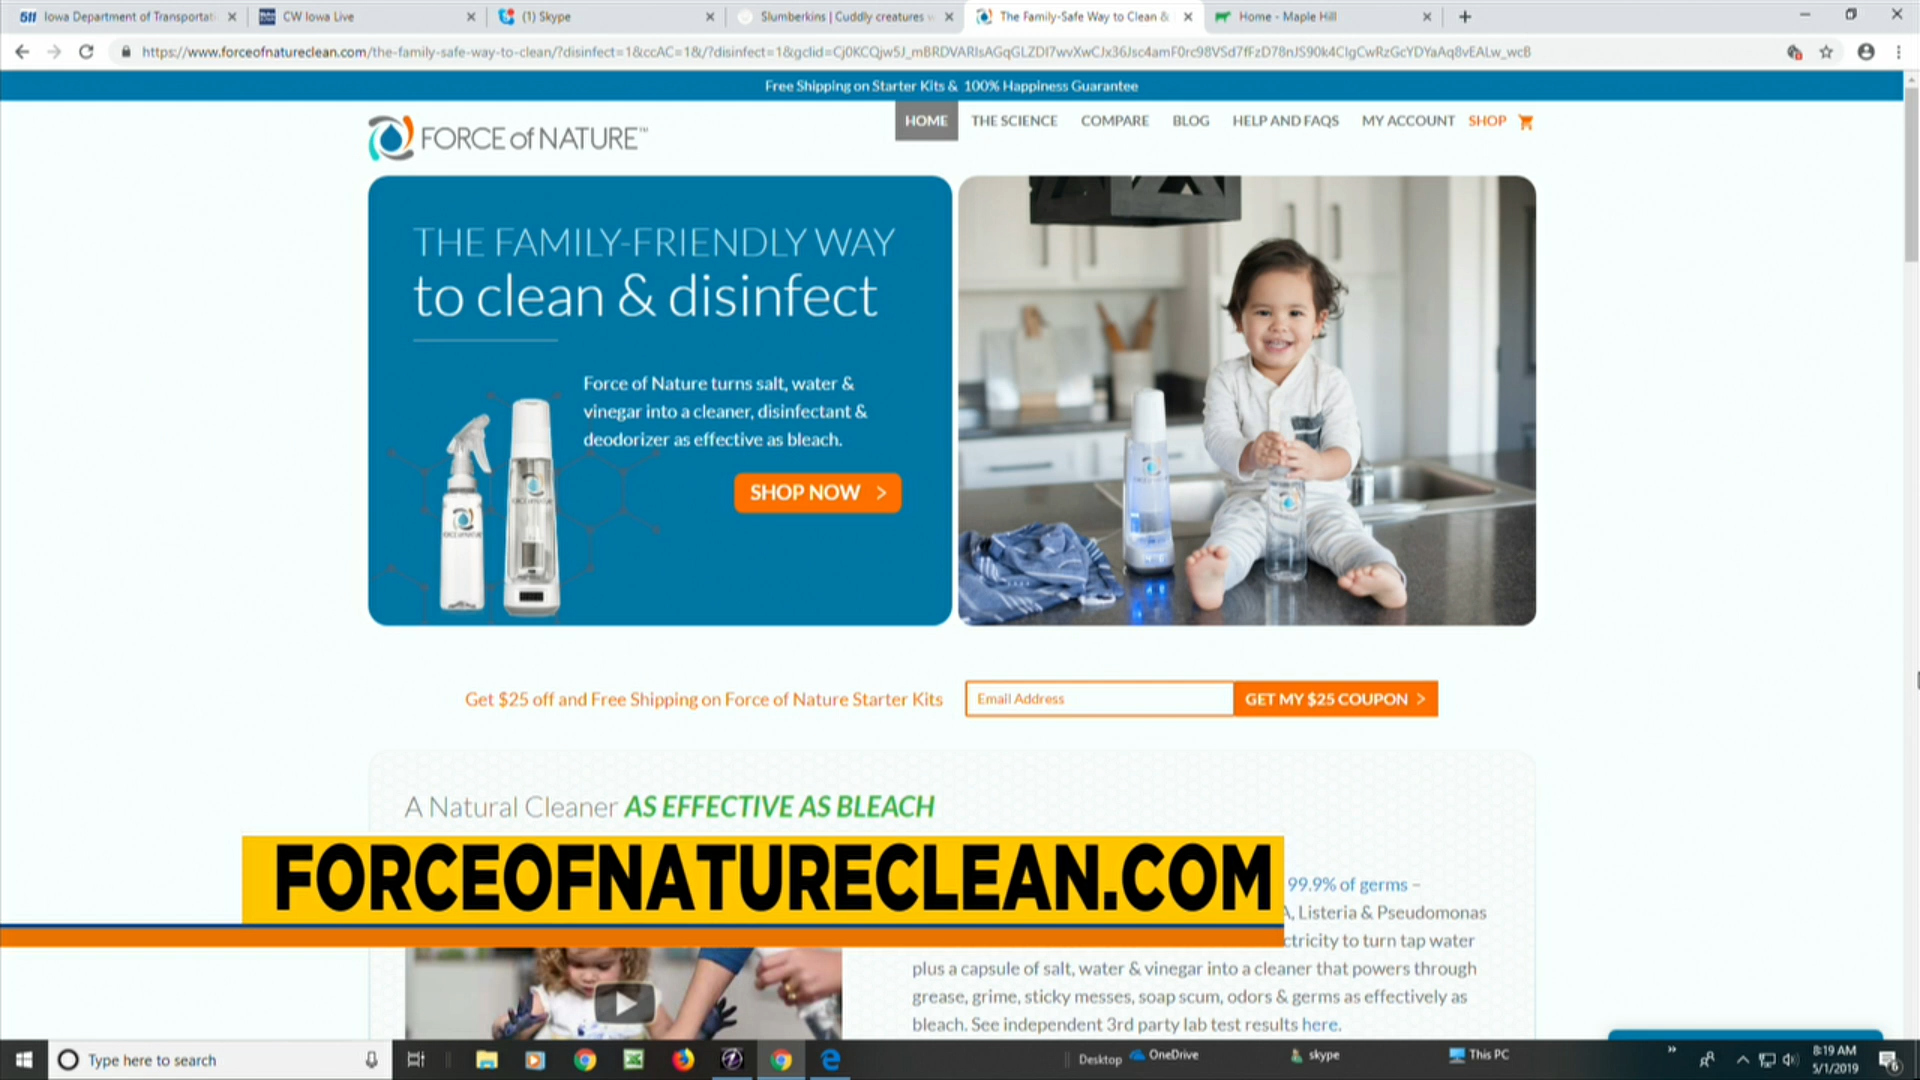 Iowa Department of Transportati
CW Iowa Live
(1) Skype
Slumberkins | Cuddly creatures
The Family-Safe Way to Clean &
Home - Maple Hill
https://www.forceofnatureclean.com/the-family-safe-way-to-clean/?disinfect=1&ccAC=1&/?disinfect=1&gclid=Cj0KCQjw5J_mBRDVARIsAGqGLZDI7wvXwCJx36Jsc4amF0rc98VSd7fFzD78nJS90k4CIgCwRzGcYDYaAq8vEALw_wcB
Free Shipping on Starter Kits & 100% Happiness Guarantee
FORCE of NATURE™
HOME
THE SCIENCE
COMPARE
BLOG
HELP AND FAQS
MY ACCOUNT
SHOP
THE FAMILY-FRIENDLY WAY
to clean & disinfect
Force of Nature turns salt, water &
vinegar into a cleaner, disinfectant &
deodorizer as effective as bleach.
SHOP NOW >
Get $25 off and Free Shipping on Force of Nature Starter Kits
Email Address
GET MY $25 COUPON >
A Natural Cleaner AS EFFECTIVE AS BLEACH
FORCEOFNATURECLEAN.COM
99.9% of germs –
, Listeria & Pseudomonas
ctricity to turn tap water
plus a capsule of salt, water & vinegar into a cleaner that powers through
grease, grime, sticky messes, soap scum, odors & germs as effectively as
bleach. See independent 3rd party lab test results here.
Type here to search
Desktop
OneDrive
skype
This PC
8:19 AM
5/1/2019